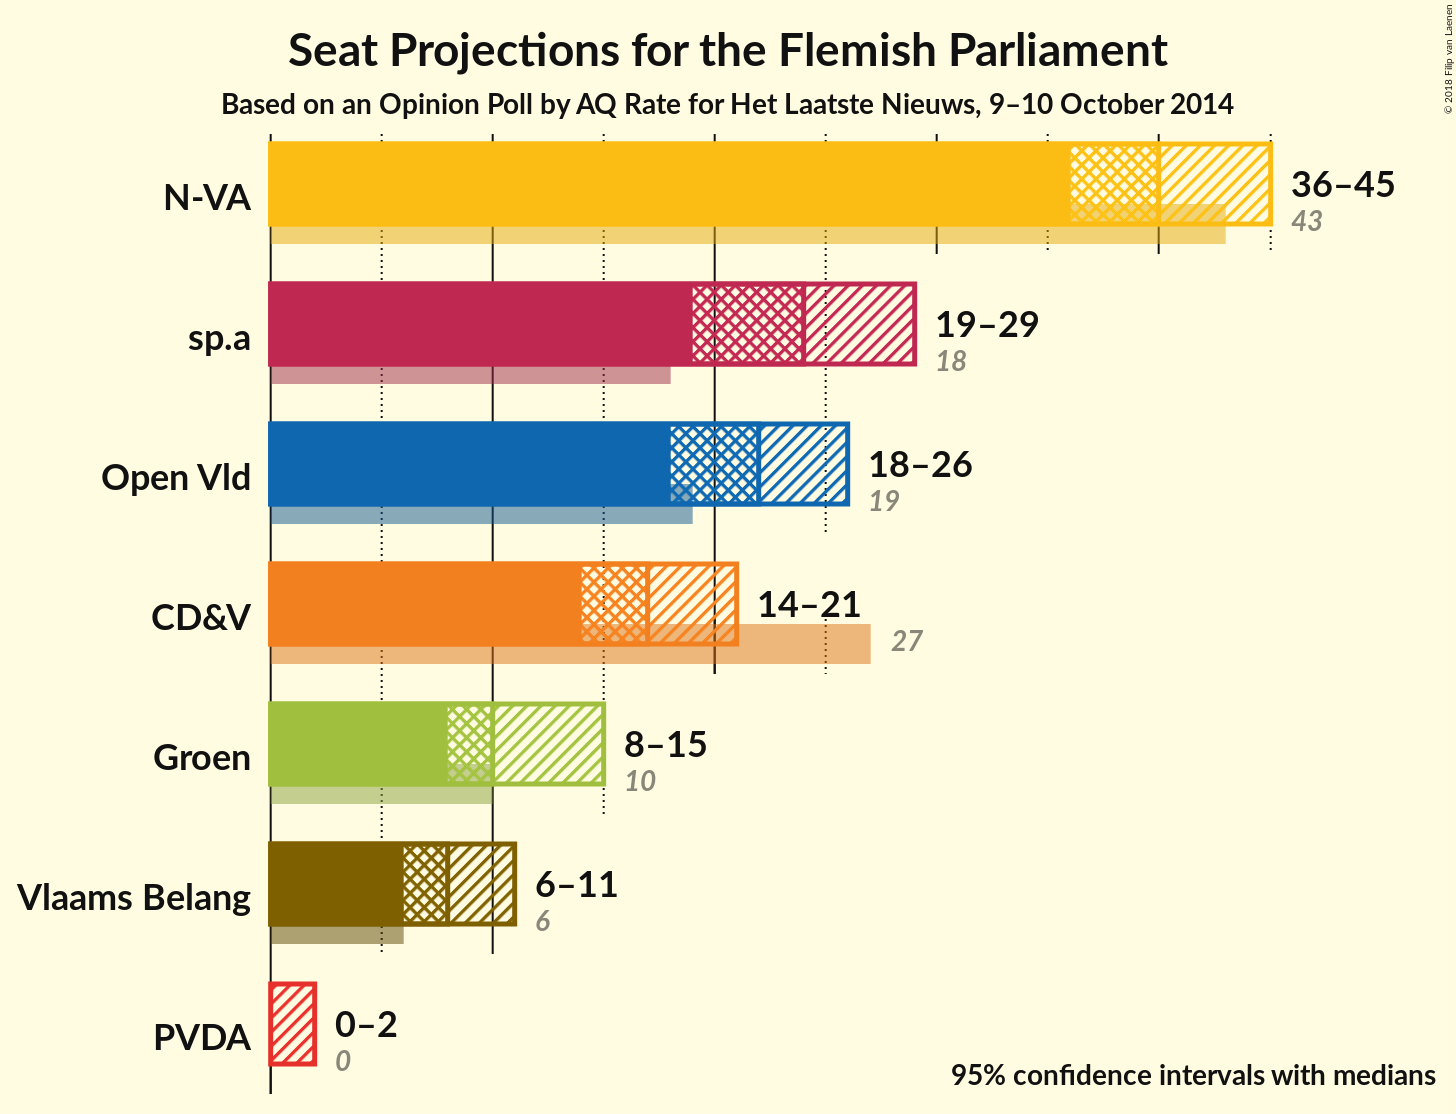 Seat Projections for the Flemish Parliament
Based on an Opinion Poll by AQ Rate for Het Laatste Nieuws, 9–10 October 2014
© 2018 Filip van Laenen
N-VA
36–45
43
sp.a
19–29
18
Open Vld
18–26
19
CD&V
14–21
27
Groen
8–15
10
Vlaams Belang
6–11
6
PVDA
0–2
0
95% confidence intervals with medians